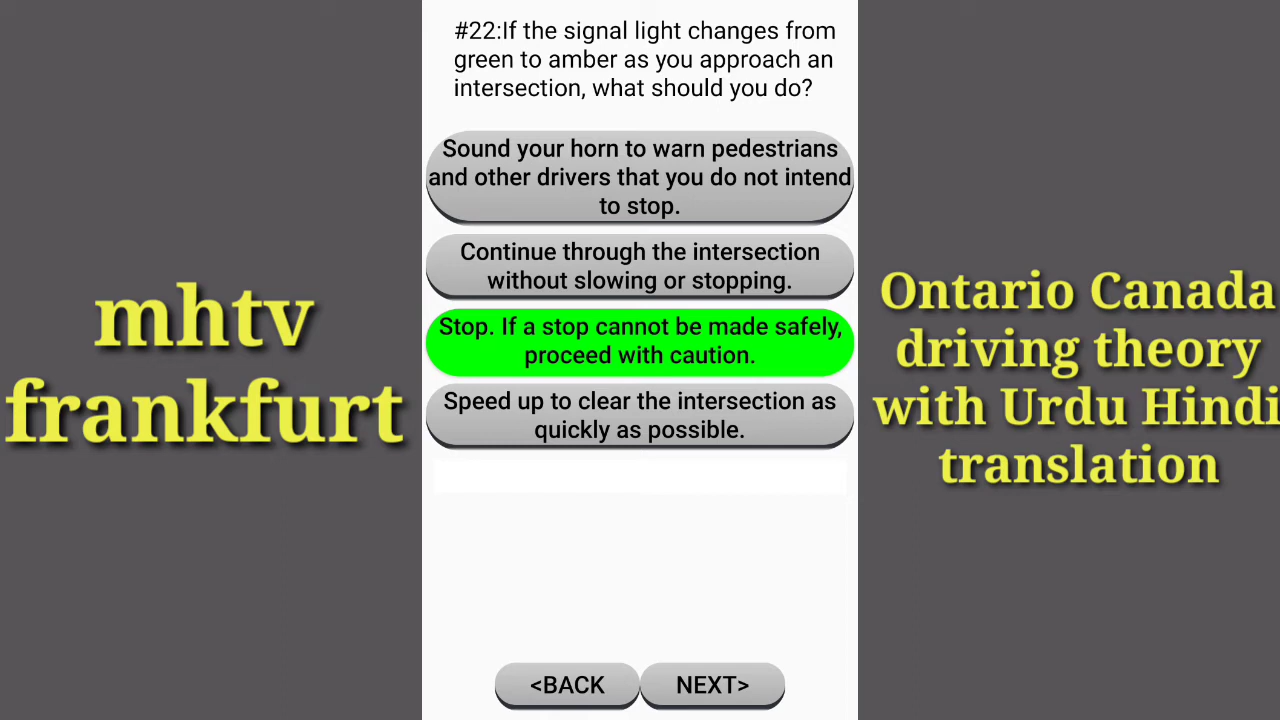 #22:If the signal light changes from
green to amber as you approach an
intersection, what should you do?
Sound your horn to warn pedestrians
and other drivers that you do not intend
to stop.
Continue through the intersection
without slowing or stopping.
Stop. If a stop cannot be made safely,
proceed with caution.
Speed up to clear the intersection as
quickly as possible.
<BACK
NEXT>
mhtv
frankfurt
Ontario Canada
driving theory
with Urdu Hindi
translation